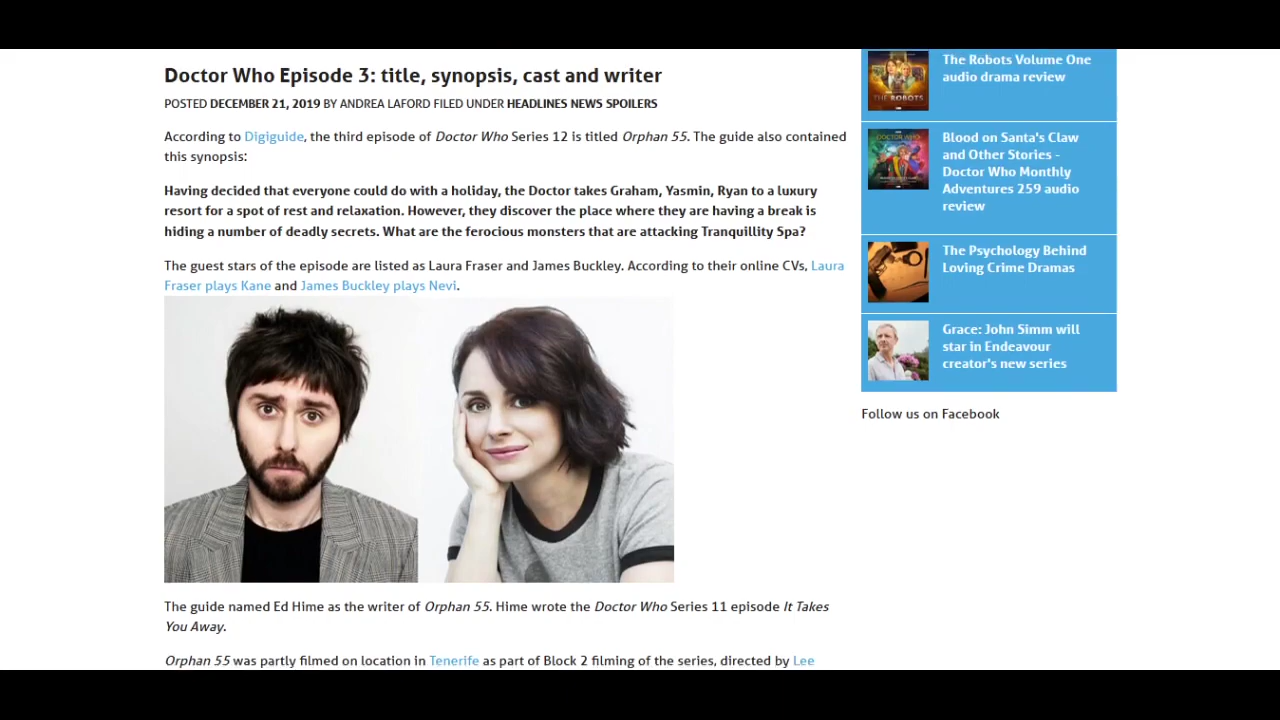 Doctor Who Episode 3: title, synopsis, cast and writer
POSTED DECEMBER 21, 2019 BY ANDREA LAFORD FILED UNDER HEADLINES NEWS SPOILERS
According to Digiguide, the third episode of Doctor Who Series 12 is titled Orphan 55. The guide also contained
this synopsis:
Having decided that everyone could do with a holiday, the Doctor takes Graham, Yasmin, Ryan to a luxury
resort for a spot of rest and relaxation. However, they discover the place where they are having a break is
hiding a number of deadly secrets. What are the ferocious monsters that are attacking Tranquillity Spa?
The guest stars of the episode are listed as Laura Fraser and James Buckley. According to their online CVs, Laura
Fraser plays Kane and James Buckley plays Nevi.
The guide named Ed Hime as the writer of Orphan 55. Hime wrote the Doctor Who Series 11 episode It Takes
You Away.
Orphan 55 was partly filmed on location in Tenerife as part of Block 2 filming of the series, directed by Lee
THE ROBOTS
The Robots Volume One
audio drama review
DOCTOR WHO
Blood on Santa's Claw
and Other Stories -
Doctor Who Monthly
Adventures 259 audio
review
The Psychology Behind
Loving Crime Dramas
Grace: John Simm will
star in Endeavour
creator's new series
Follow us on Facebook